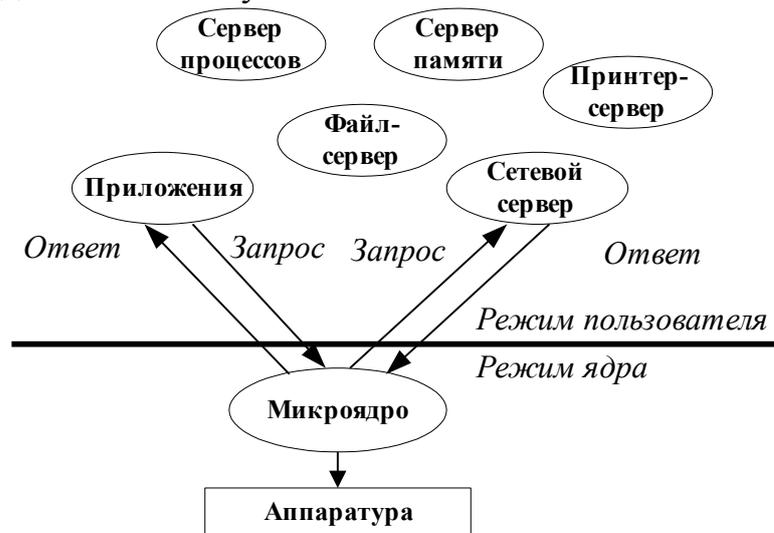 Сервер
процессов
Сервер
памяти
Принтер-
сервер
Файл-
сервер
Приложения
Сетевой
сервер
Ответ
Запрос
Запрос
Ответ
Режим пользователя
Режим ядра
Микроядро
Аппаратура